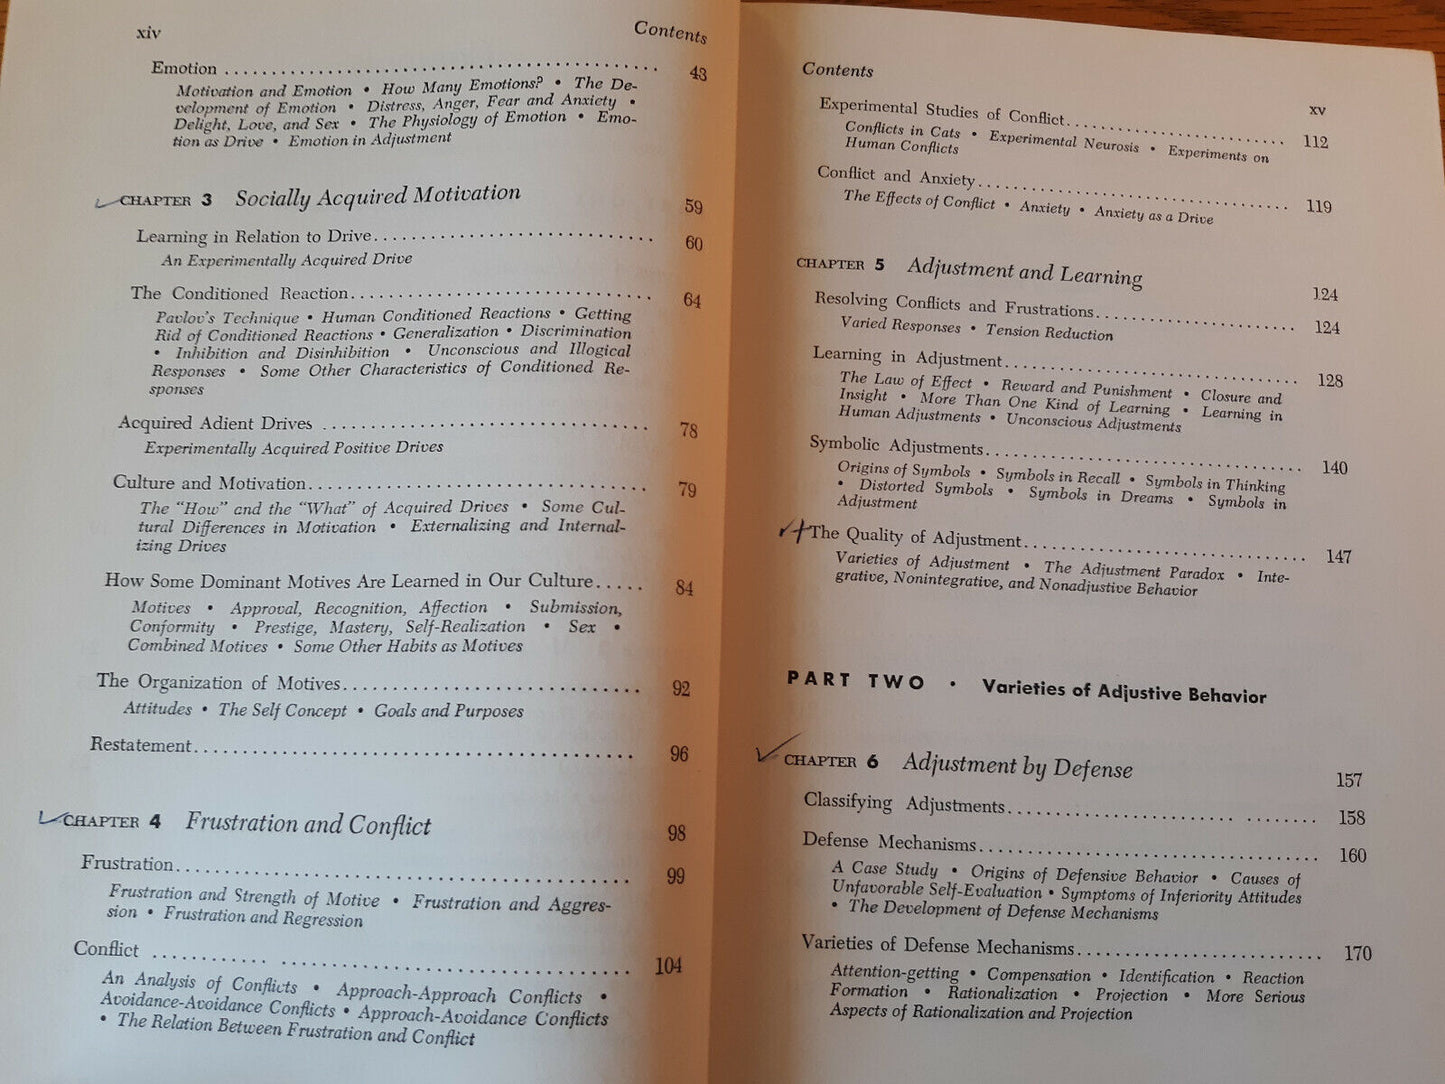 xiv
Contents
Emotion ........................................ 43
Motivation and Emotion • How Many Emotions? • The De-
velopment of Emotion • Distress, Anger, Fear and Anxiety •
Delight, Love, and Sex • The Physiology of Emotion • Emo-
tion as Drive • Emotion in Adjustment
CHAPTER 3 Socially Acquired Motivation 59
Learning in Relation to Drive.............................. 60
An Experimentally Acquired Drive
The Conditioned Reaction................................ 64
Pavlov's Technique • Human Conditioned Reactions • Getting
Rid of Conditioned Reactions • Generalization • Discrimination
• Inhibition and Disinhibition • Unconscious and Illogical
Responses • Some Other Characteristics of Conditioned Re-
sponses
Acquired Adient Drives .................................. 78
Experimentally Acquired Positive Drives
Culture and Motivation................................... 79
The "How" and the "What" of Acquired Drives • Some Cul-
tural Differences in Motivation • Externalizing and Internal-
izing Drives
How Some Dominant Motives Are Learned in Our Culture..... 84
Motives • Approval, Recognition, Affection • Submission,
Conformity • Prestige, Mastery, Self-Realization • Sex •
Combined Motives • Some Other Habits as Motives
The Organization of Motives............................... 92
Attitudes • The Self Concept • Goals and Purposes
Restatement.............................................. 96
CHAPTER 4 Frustration and Conflict 98
Frustration............................................... 99
Frustration and Strength of Motive • Frustration and Aggres-
sion • Frustration and Regression
Conflict ................................................. 104
An Analysis of Conflicts • Approach-Approach Conflicts •
Avoidance-Avoidance Conflicts • Approach-Avoidance Conflicts
• The Relation Between Frustration and Conflict
Contents
xv
Experimental Studies of Conflict........................... 112
Conflicts in Cats • Experimental Neurosis • Experiments on
Human Conflicts
Conflict and Anxiety..................................... 119
The Effects of Conflict • Anxiety • Anxiety as a Drive
CHAPTER 5 Adjustment and Learning 124
Resolving Conflicts and Frustrations........................ 124
Varied Responses • Tension Reduction
Learning in Adjustment................................... 128
The Law of Effect • Reward and Punishment • Closure and
Insight • More Than One Kind of Learning • Learning in
Human Adjustments • Unconscious Adjustments
Symbolic Adjustments.................................... 140
Origins of Symbols • Symbols in Recall • Symbols in Thinking
• Distorted Symbols • Symbols in Dreams • Symbols in
Adjustment
The Quality of Adjustment................................ 147
Varieties of Adjustment • The Adjustment Paradox • Inte-
grative, Nonintegrative, and Nonadjustive Behavior
PART TWO • Varieties of Adjustive Behavior
CHAPTER 6 Adjustment by Defense 157
Classifying Adjustments................................... 158
Defense Mechanisms...................................... 160
A Case Study • Origins of Defensive Behavior • Causes of
Unfavorable Self-Evaluation • Symptoms of Inferiority Attitudes
• The Development of Defense Mechanisms
Varieties of Defense Mechanisms........................... 170
Attention-getting • Compensation • Identification • Reaction
Formation • Rationalization • Projection • More Serious
Aspects of Rationalization and Projection